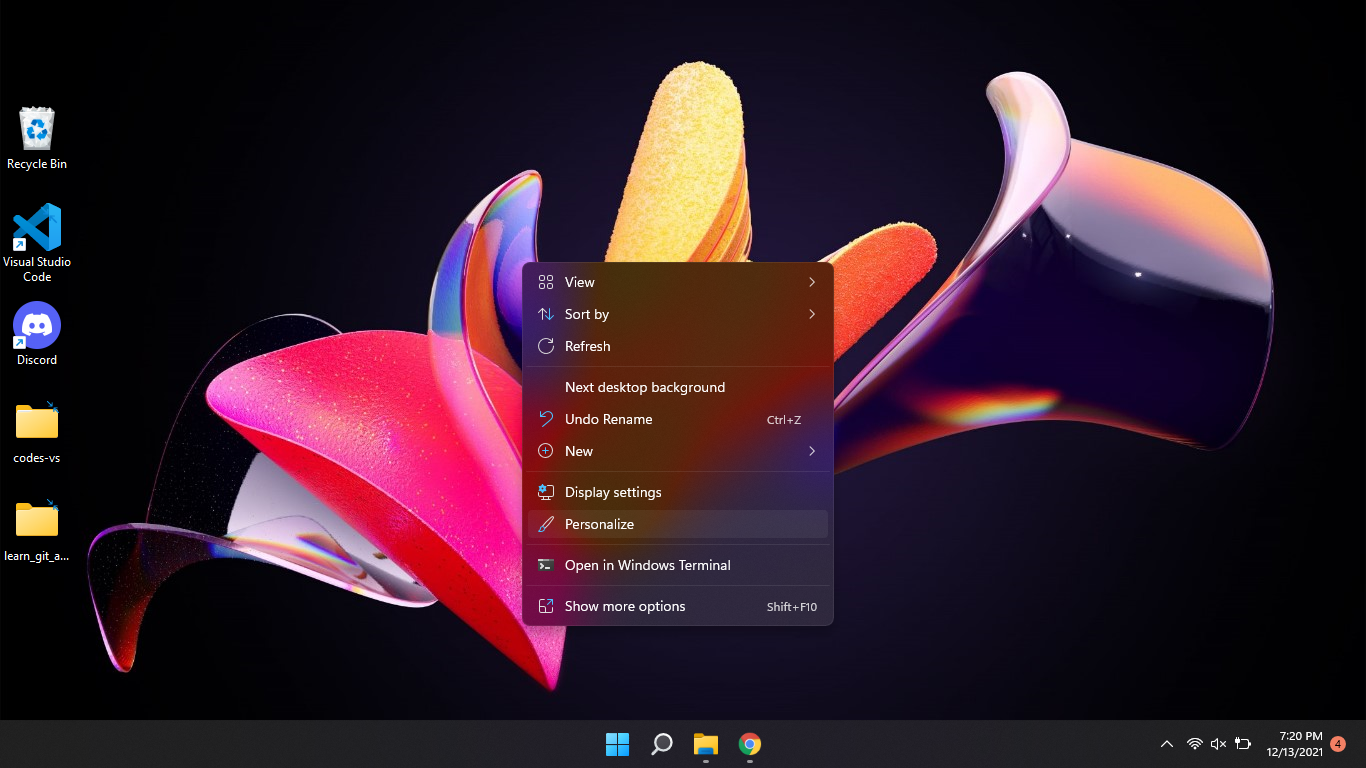 Recycle Bin
Visual Studio
Code
Discord
codes-vs
learn_git_a...
View
Sort by
Refresh
Next desktop background
Undo Rename Ctrl+Z
New
Display settings
Personalize
Open in Windows Terminal
Show more options Shift+F10
7:20 PM
12/13/2021
4